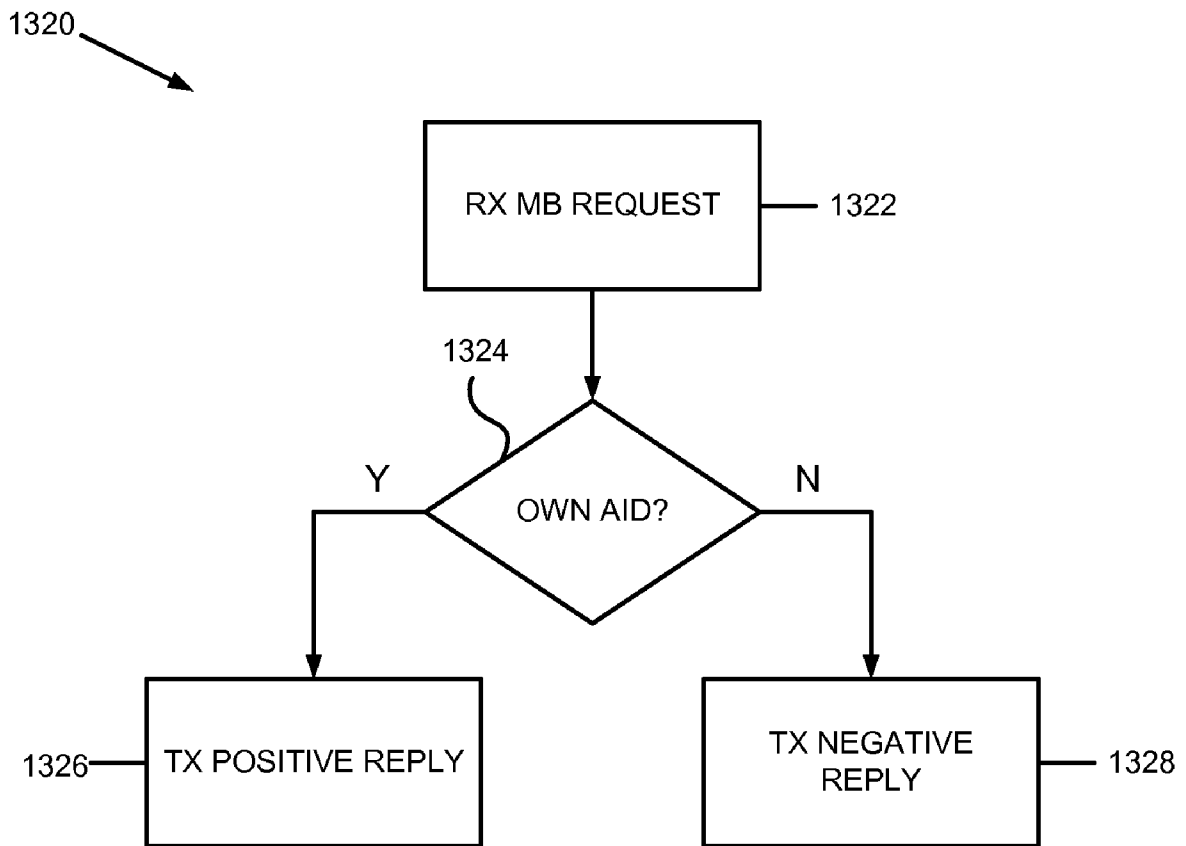 1320
RX MB REQUEST
1322
1324
Y
OWN AID?
N
1326
TX POSITIVE REPLY
TX NEGATIVE
REPLY
1328